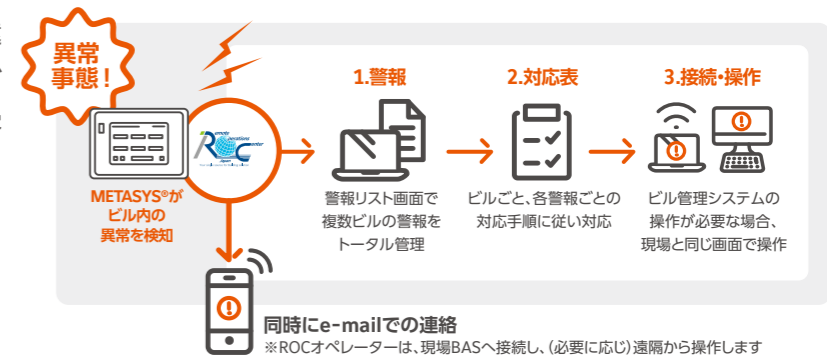 異常
事態!
Remote
Operations
Center
Japan
METASYS®が
ビル内の
異常を検知
1.警報
警報リスト画面で
複数ビルの警報を
トータル管理
2.対応表
ビルごと、各警報ごとの
対応手順に従い対応
3.接続・操作
ビル管理システムの
操作が必要な場合、
現場と同じ画面で操作
同時にe-mailでの連絡
※ROCオペレーターは、現場BASへ接続し、(必要に応じ)遠隔から操作します